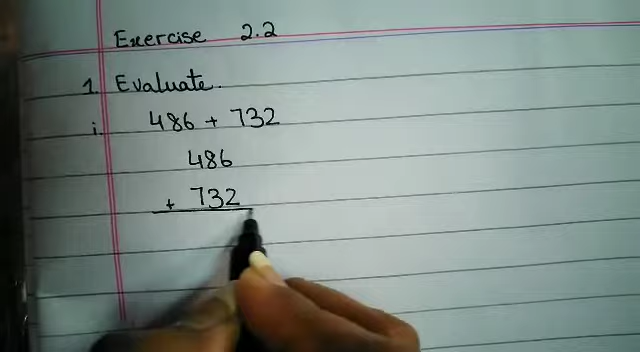 Exercise 2.2
1. Evaluate.
i. 486 + 732
486
+ 732